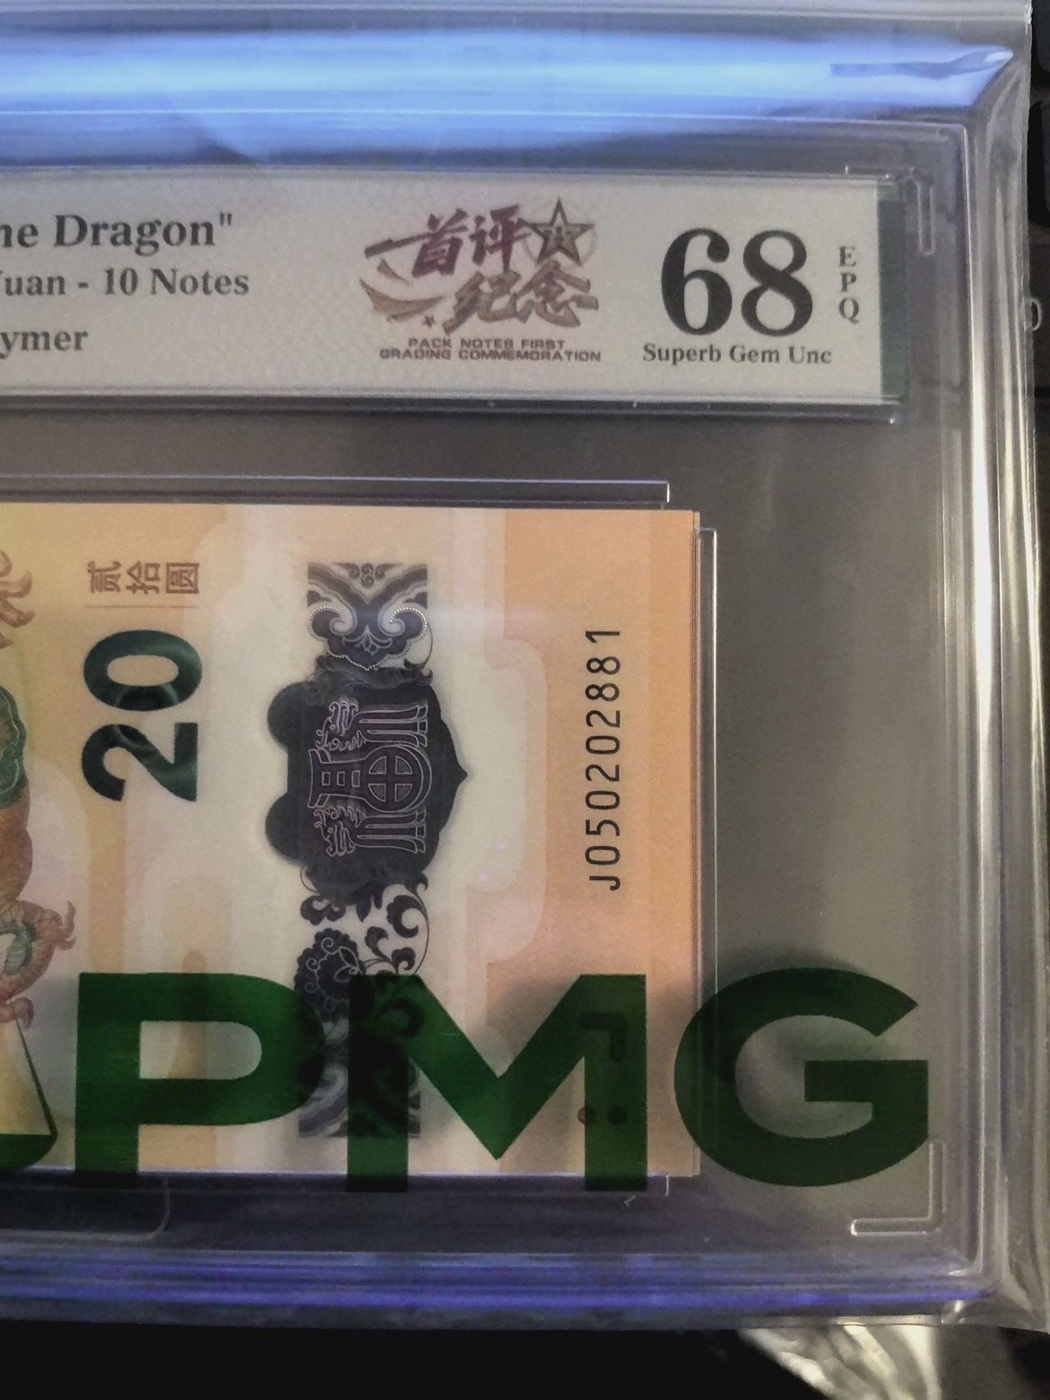 he Dragon"
Yuan - 10 Notes
ymer
首评
纪念
PACK NOTES FIRST
GRADING COMMEMORATION
68
EPQ
Superb Gem Unc
贰拾圆
20
J050202881
PMG